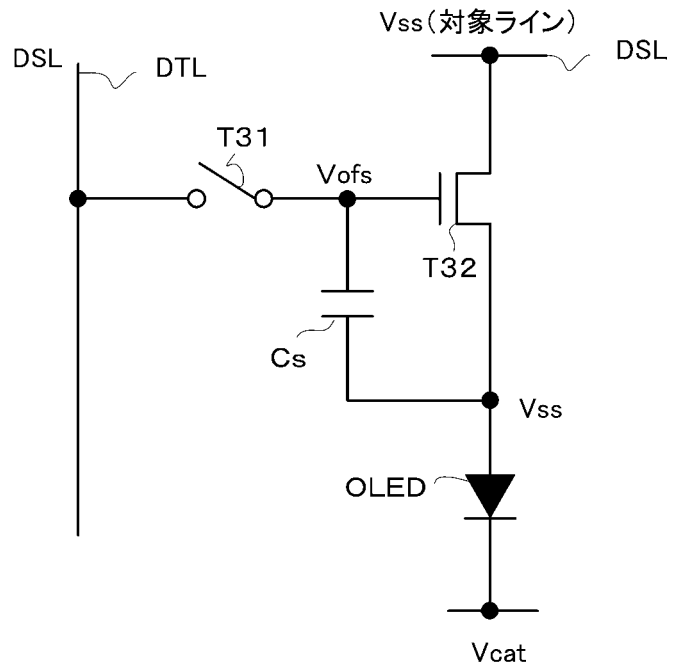 Vss(対象ライン)
DSL
DTL
DSL
T31
Vofs
T32
Cs
Vss
OLED
Vcat